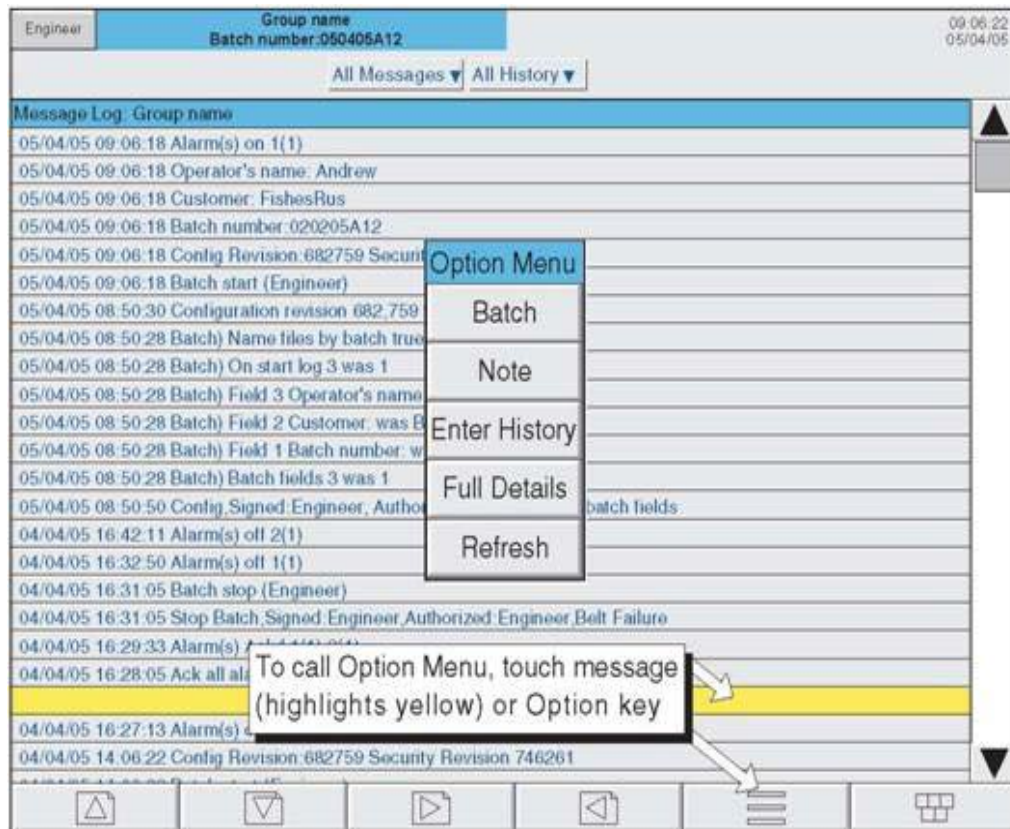 Engineer
Group name
Batch number:050405A12
09:06:22
05/04/05
All Messages ▼ All History ▼
Message Log: Group name
05/04/05 09:06:18 Alarm(s) on 1(1)
05/04/05 09:06:18 Operator's name: Andrew
05/04/05 09:06:18 Customer: FishesRus
05/04/05 09:06:18 Batch number:020205A12
05/04/05 09:06:18 Config Revision:682759 Securit
05/04/05 09:06:18 Batch start (Engineer)
05/04/05 08:50:30 Configuration revision 682,759
05/04/05 08:50:28 Batch) Name files by batch true
05/04/05 08:50:28 Batch) On start log 3 was 1
05/04/05 08:50:28 Batch) Field 3 Operator's name
05/04/05 08:50:28 Batch) Field 2 Customer: was B
05/04/05 08:50:28 Batch) Field 1 Batch number: w
05/04/05 08:50:28 Batch) Batch fields 3 was 1
05/04/05 08:50:50 Config,Signed:Engineer, Author batch fields
04/04/05 16:42:11 Alarm(s) off 2(1)
04/04/05 16:32:50 Alarm(s) off 1(1)
04/04/05 16:31:05 Batch stop (Engineer)
04/04/05 16:31:05 Stop Batch,Signed:Engineer,Authorized:Engineer,Belt Failure
04/04/05 16:29:33 Alarm(s)
04/04/05 16:28:05 Ack all ala
04/04/05 16:27:13 Alarm(s)
04/04/05 14:06:22 Config Revision:682759 Security Revision 746261
Option Menu
Batch
Note
Enter History
Full Details
Refresh
To call Option Menu, touch message
(highlights yellow) or Option key